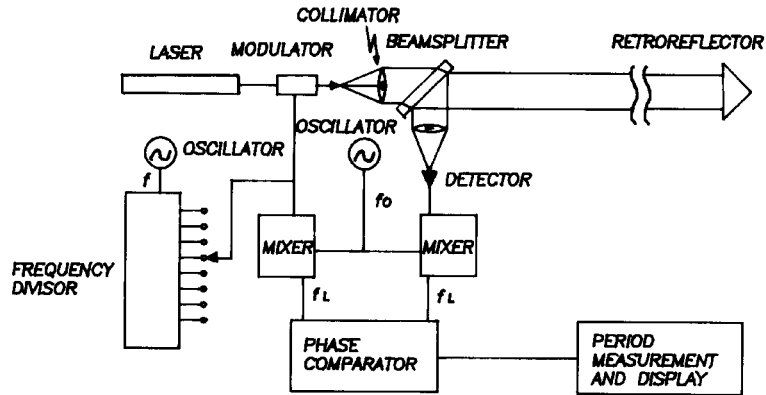 COLLIMATOR
LASER
MODULATOR
BEAMSPLITTER
RETROREFLECTOR
OSCILLATOR
OSCILLATOR
f
fo
DETECTOR
MIXER
MIXER
FREQUENCY
DIVISOR
fL
fL
PHASE
COMPARATOR
PERIOD
MEASUREMENT
AND DISPLAY